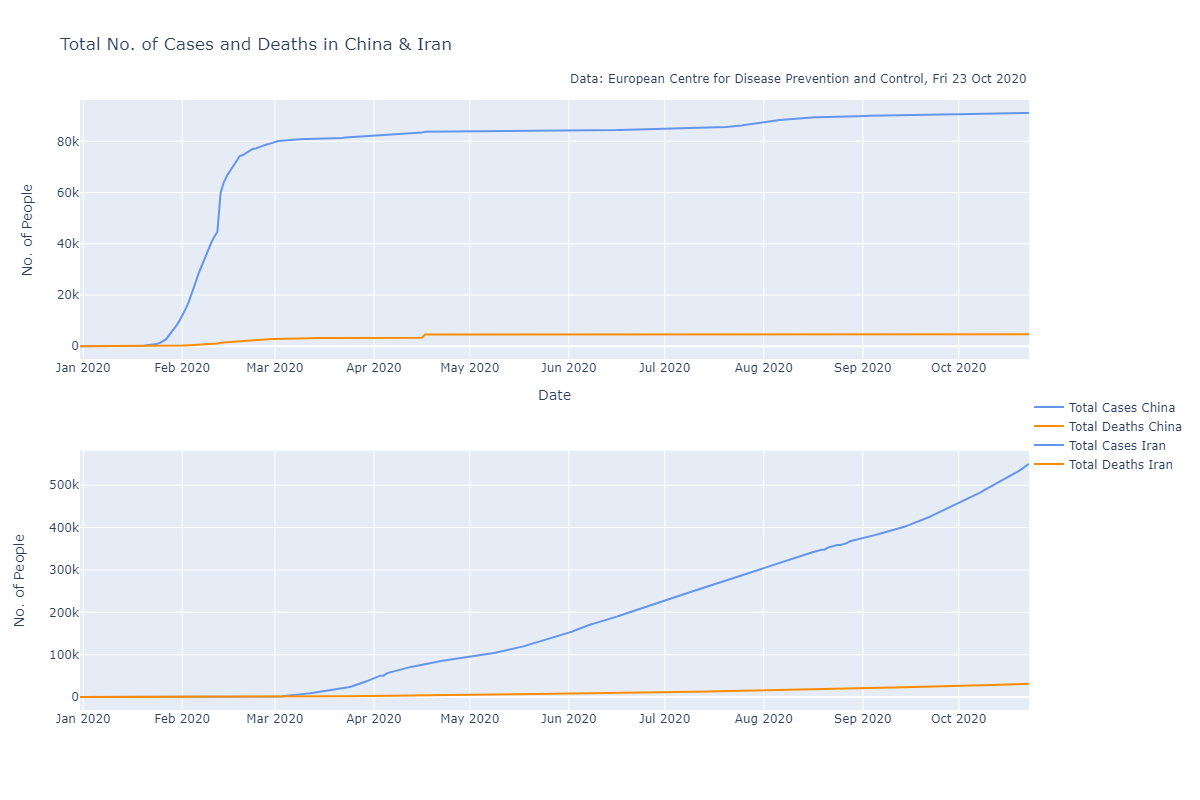 Total No. of Cases and Deaths in China & Iran
Data: European Centre for Disease Prevention and Control, Fri 23 Oct 2020
No. of People
80k
60k
40k
20k
0
Jan 2020 Feb 2020 Mar 2020 Apr 2020 May 2020 Jun 2020 Jul 2020 Aug 2020 Sep 2020 Oct 2020
Date
Total Cases China
Total Deaths China
Total Cases Iran
Total Deaths Iran
No. of People
500k
400k
300k
200k
100k
0
Jan 2020 Feb 2020 Mar 2020 Apr 2020 May 2020 Jun 2020 Jul 2020 Aug 2020 Sep 2020 Oct 2020